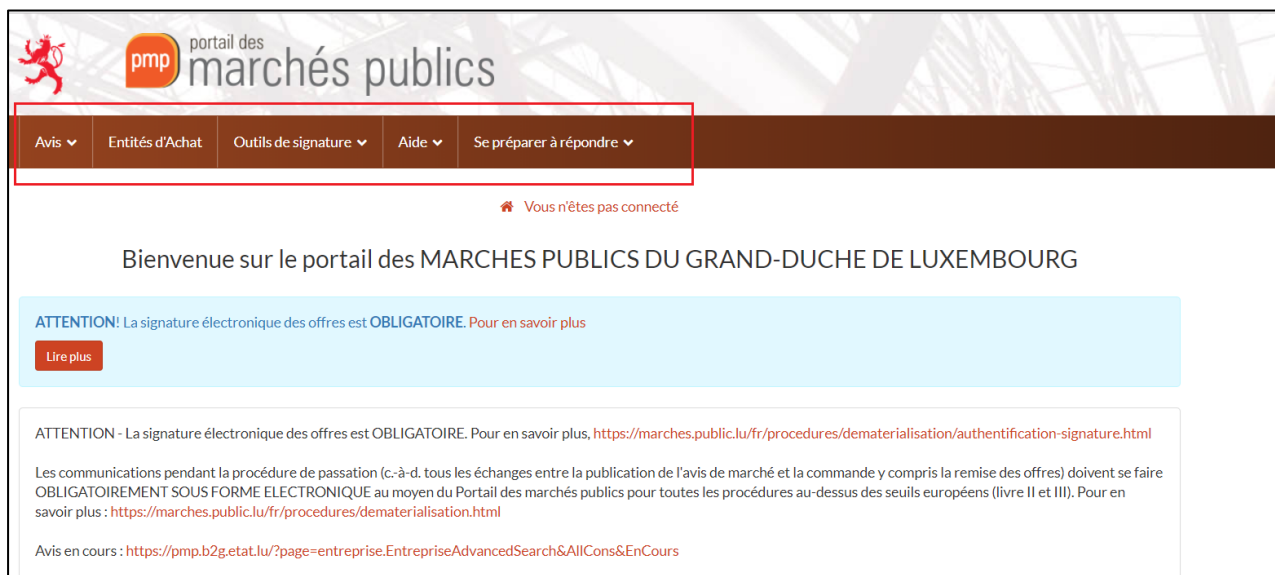 portail des
pmp marchés publics
Avis Entités d'Achat Outils de signature Aide Se préparer à répondre
Vous n'êtes pas connecté
Bienvenue sur le portail des MARCHES PUBLICS DU GRAND-DUCHE DE LUXEMBOURG
ATTENTION! La signature électronique des offres est OBLIGATOIRE. Pour en savoir plus
Lire plus
ATTENTION - La signature électronique des offres est OBLIGATOIRE. Pour en savoir plus, https://marches.public.lu/fr/procedures/dematerialisation/authentification-signature.html
Les communications pendant la procédure de passation (c.-à-d. tous les échanges entre la publication de l'avis de marché et la commande y compris la remise des offres) doivent se faire
OBLIGATOIREMENT SOUS FORME ELECTRONIQUE au moyen du Portail des marchés publics pour toutes les procédures au-dessus des seuils européens (livre II et III). Pour en
savoir plus : https://marches.public.lu/fr/procedures/dematerialisation.html
Avis en cours : https://pmp.b2g.etat.lu/?page=entreprise.EntrepriseAdvancedSearch&AllCons&EnCours